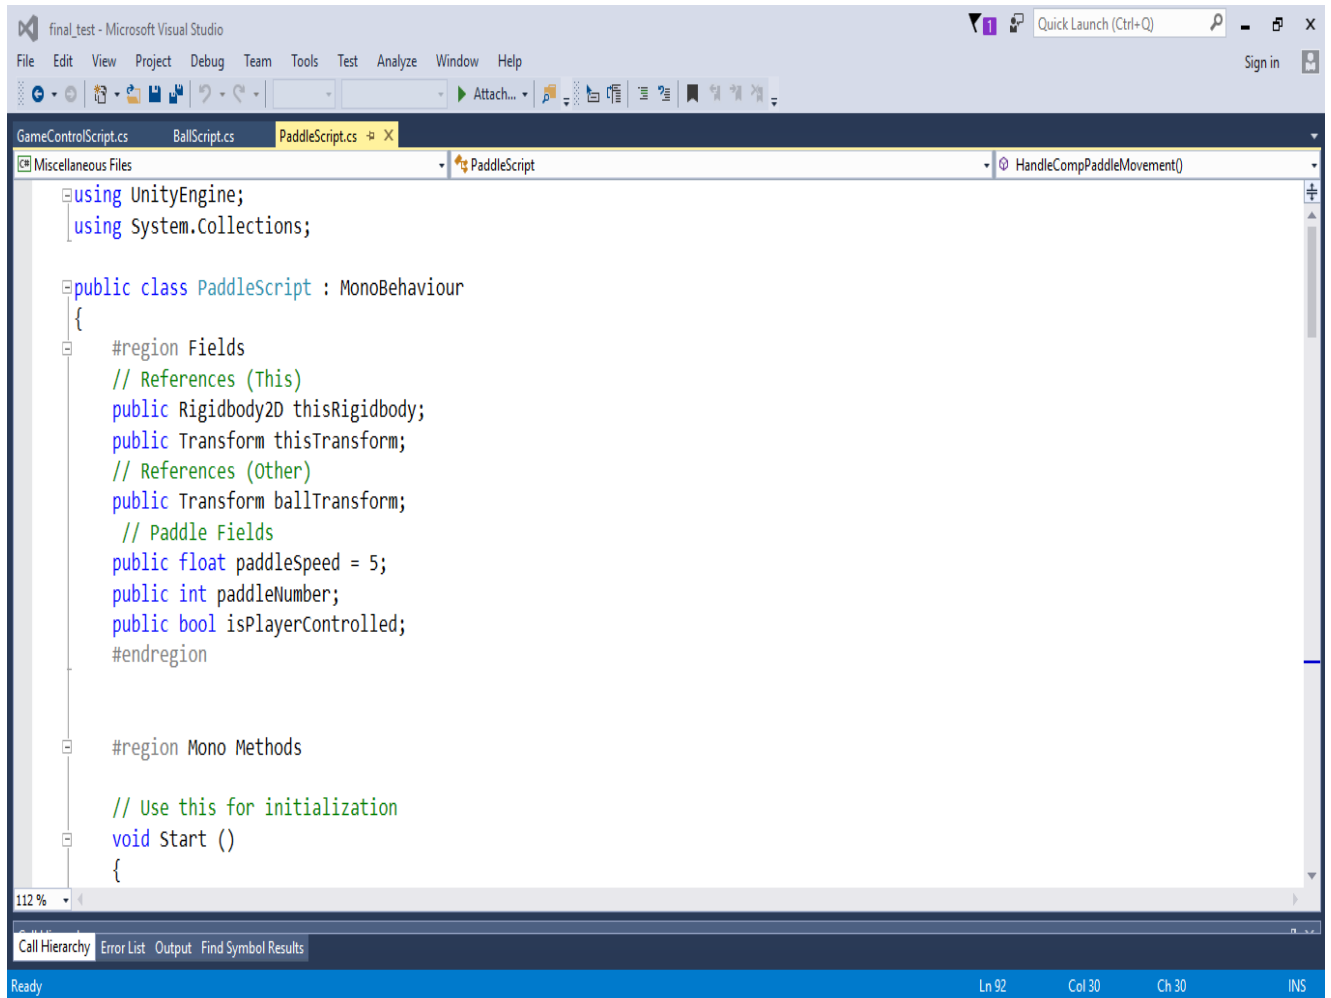 final_test - Microsoft Visual Studio
1
Quick Launch (Ctrl+Q)
File Edit View Project Debug Team Tools Test Analyze Window Help
Sign in
Attach...
GameControlScript.cs BallScript.cs PaddleScript.cs
C# Miscellaneous Files PaddleScript HandleCompPaddleMovement()
using UnityEngine;
using System.Collections;
public class PaddleScript : MonoBehaviour
{
#region Fields
// References (This)
public Rigidbody2D thisRigidbody;
public Transform thisTransform;
// References (Other)
public Transform ballTransform;
// Paddle Fields
public float paddleSpeed = 5;
public int paddleNumber;
public bool isPlayerControlled;
#endregion
#region Mono Methods
// Use this for initialization
void Start ()
{
112 %
Call Hierarchy Error List Output Find Symbol Results
Ready Ln 92 Col 30 Ch 30 INS